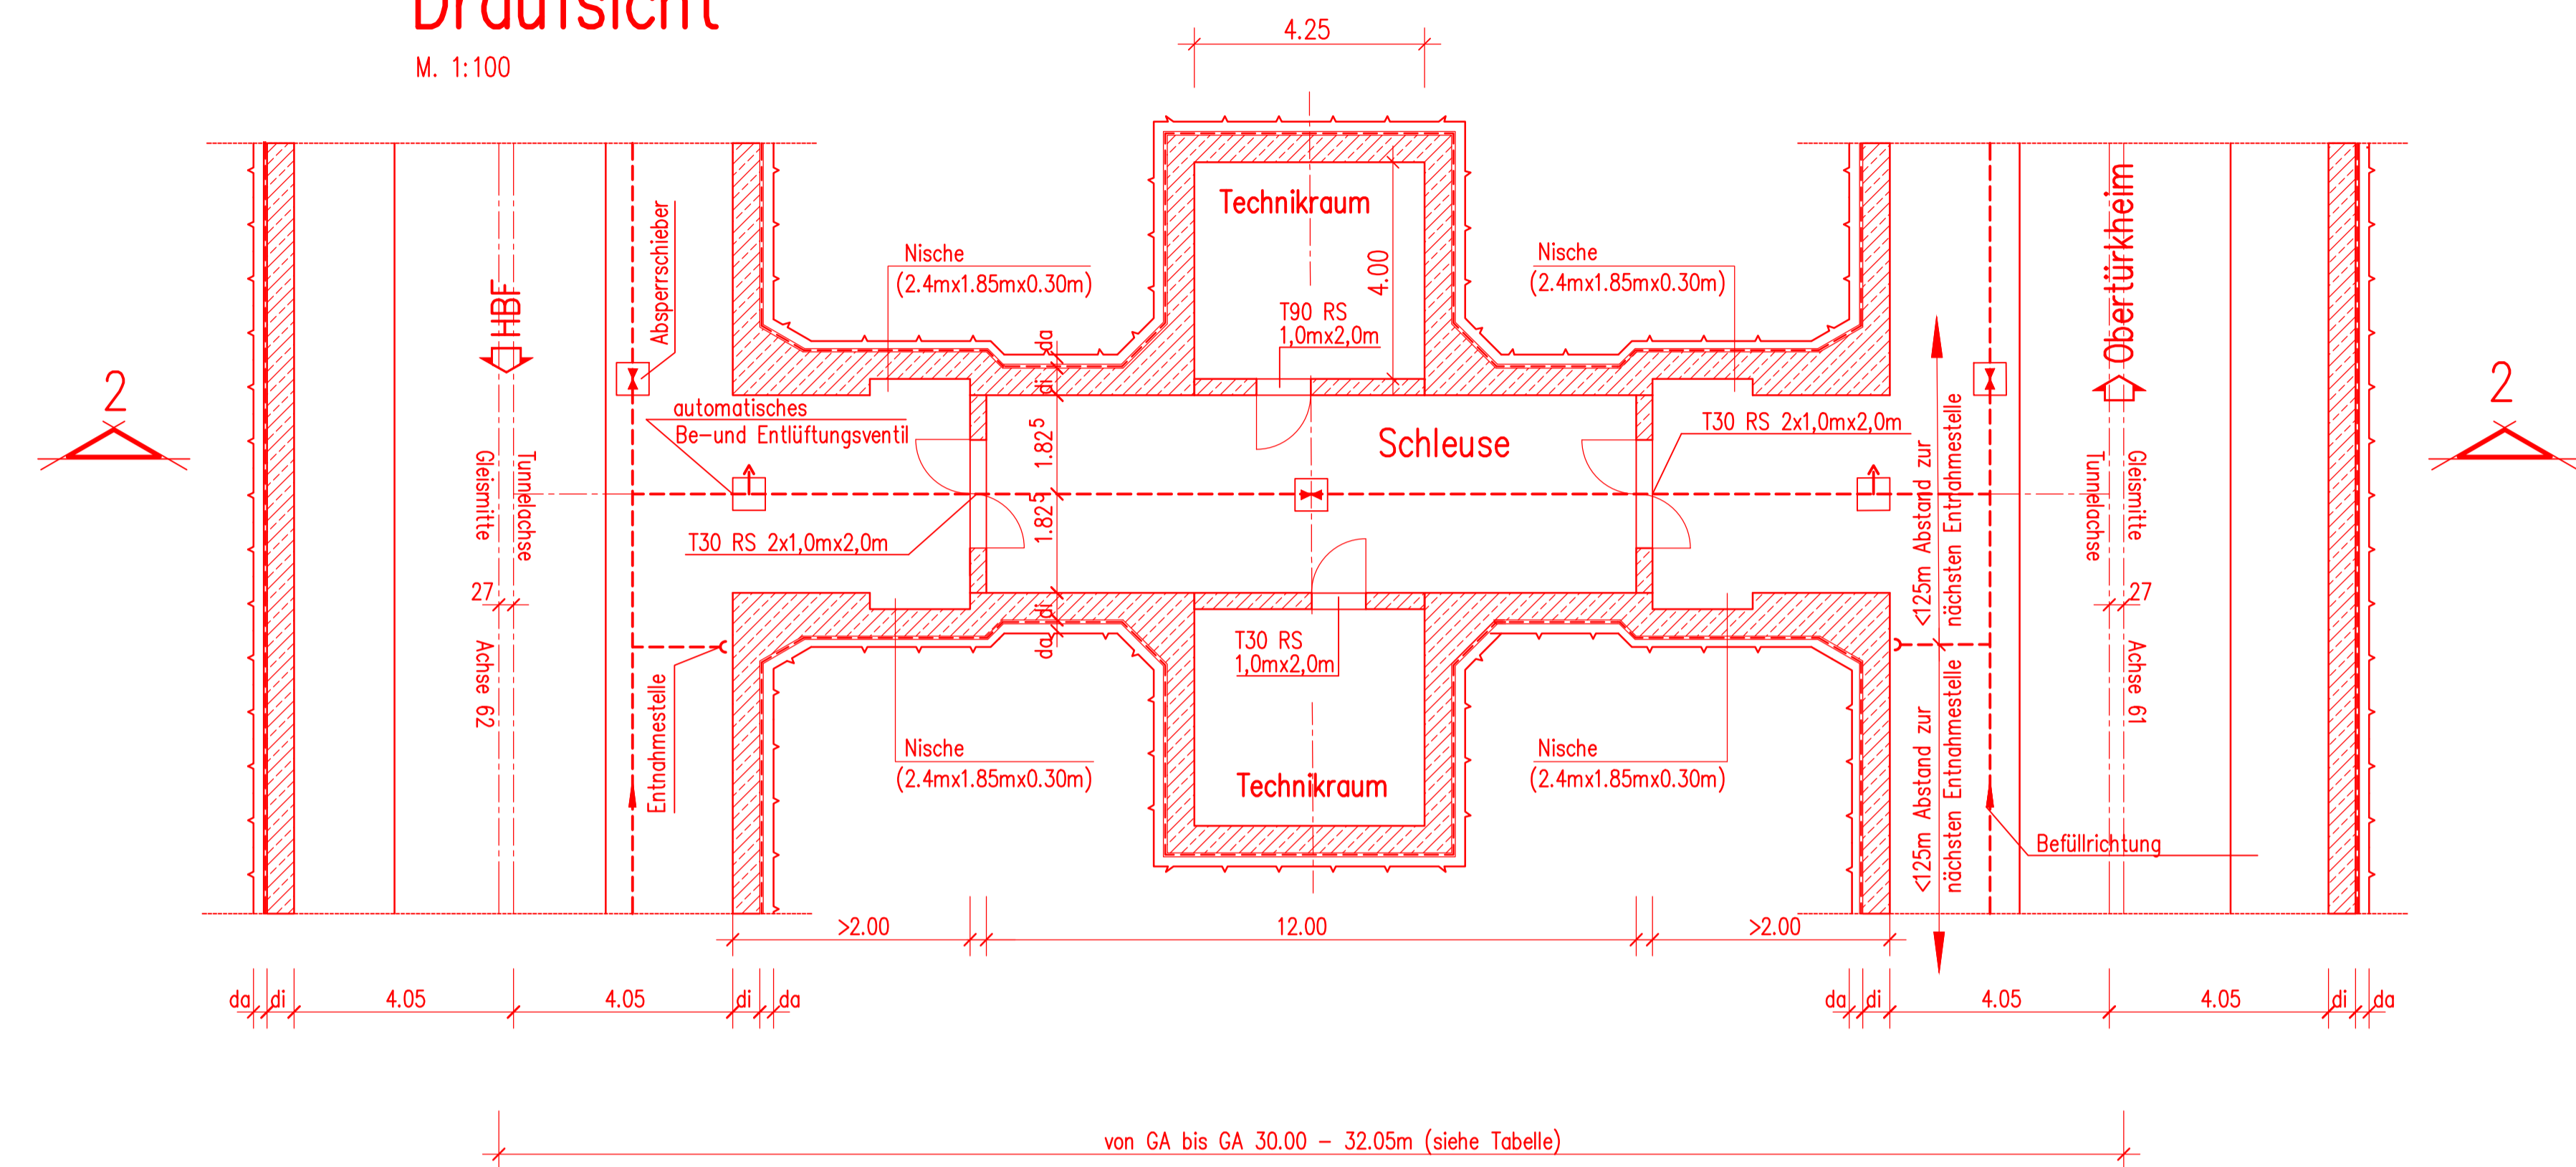 Draufsicht
M. 1:100
4.25
Technikraum
4.00
T90 RS
1,0mx2,0m
Nische
(2.4mx1.85mx0.30m)
Nische
(2.4mx1.85mx0.30m)
HBF
Absperrschieber
Obertürkheim
2
2
automatisches
Be-und Entlüftungsventil
da
di
1.82⁵
1.82⁵
di
da
Schleuse
T30 RS 2x1,0mx2,0m
T30 RS 2x1,0mx2,0m
Tunnelachse
Gleismitte
27
Achse 62
Entnahmestelle
T30 RS
1,0mx2,0m
Technikraum
Nische
(2.4mx1.85mx0.30m)
Nische
(2.4mx1.85mx0.30m)
<125m Abstand zur
nächsten Entnahmestelle
<125m Abstand zur
nächsten Entnahmestelle
Gleismitte
Tunnelachse
27
Achse 61
Befüllrichtung
>2.00
12.00
>2.00
da di 4.05 4.05 di da
da di 4.05 4.05 di da
von GA bis GA 30.00 – 32.05m (siehe Tabelle)